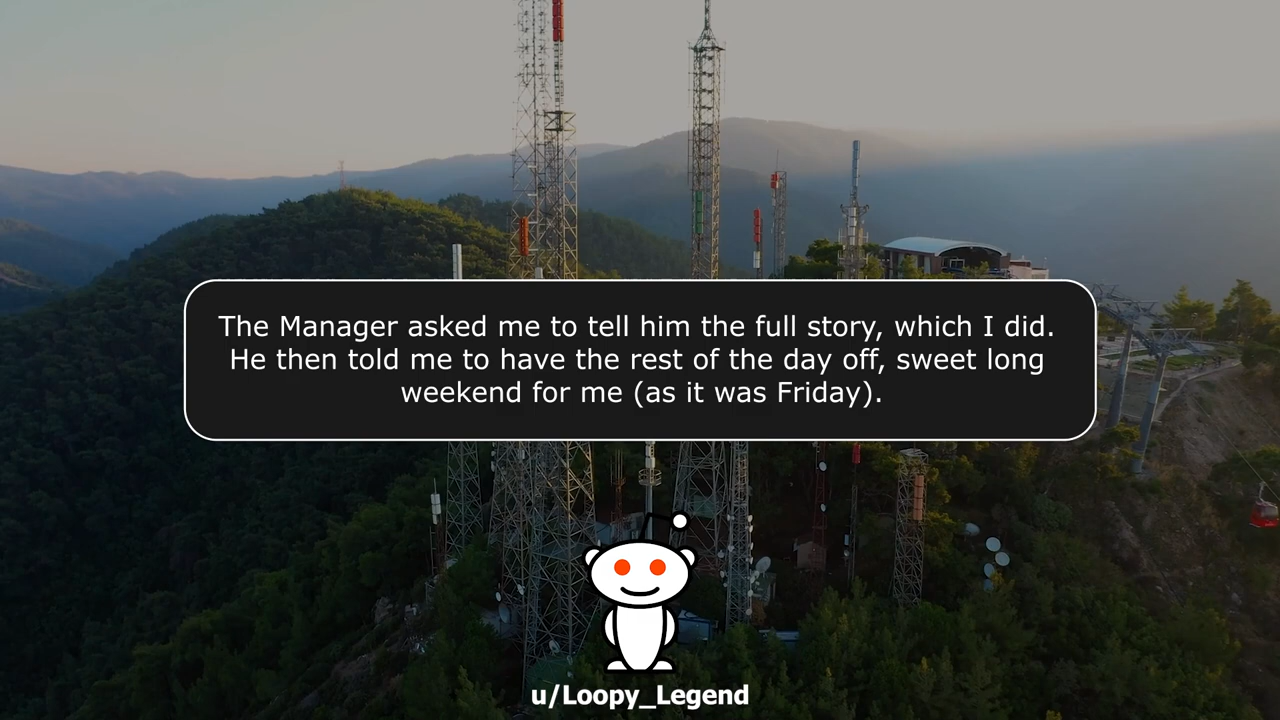 The Manager asked me to tell him the full story, which I did.
He then told me to have the rest of the day off, sweet long
weekend for me (as it was Friday).
u/Loopy_Legend